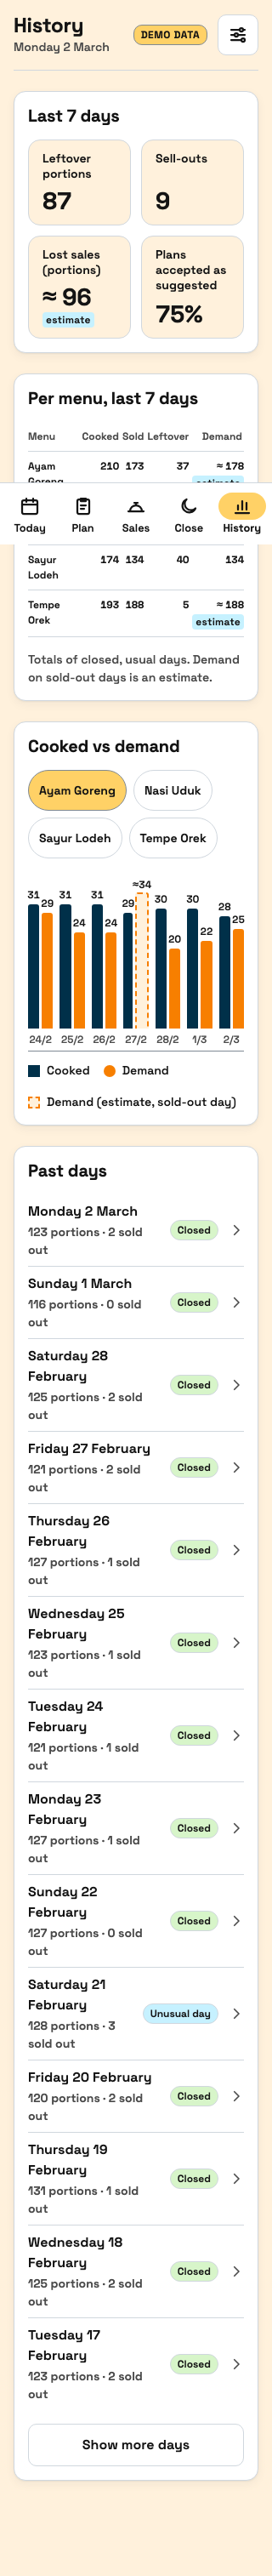 History
Monday 2 March
DEMO DATA
Last 7 days
Leftover
portions
87
Sell-outs
9
Lost sales
(portions)
≈ 96
estimate
Plans
accepted as
suggested
75%
Per menu, last 7 days
Menu Cooked Sold Leftover Demand
Ayam 210 173 37 ≈ 178
Today Plan Sales Close History
Sayur 174 134 40 134
Lodeh
Tempe 193 188 5 ≈ 188
Orek estimate
Totals of closed, usual days. Demand
on sold-out days is an estimate.
Cooked vs demand
Ayam Goreng Nasi Uduk
Sayur Lodeh Tempe Orek
31 29 31 24 31 24 29 ≈34 30 20 30 22 28 25
24/2 25/2 26/2 27/2 28/2 1/3 2/3
Cooked Demand
Demand (estimate, sold-out day)
Past days
Monday 2 March
123 portions · 2 sold
out
Closed
Sunday 1 March
116 portions · 0 sold
out
Closed
Saturday 28
February
125 portions · 2 sold
out
Closed
Friday 27 February
121 portions · 2 sold
out
Closed
Thursday 26
February
127 portions · 1 sold
out
Closed
Wednesday 25
February
123 portions · 1 sold
out
Closed
Tuesday 24
February
121 portions · 1 sold
out
Closed
Monday 23
February
127 portions · 1 sold
out
Closed
Sunday 22
February
127 portions · 0 sold
out
Closed
Saturday 21
February
128 portions · 3
sold out
Unusual day
Friday 20 February
120 portions · 2 sold
out
Closed
Thursday 19
February
131 portions · 1 sold
out
Closed
Wednesday 18
February
125 portions · 2 sold
out
Closed
Tuesday 17
February
123 portions · 2 sold
out
Closed
Show more days